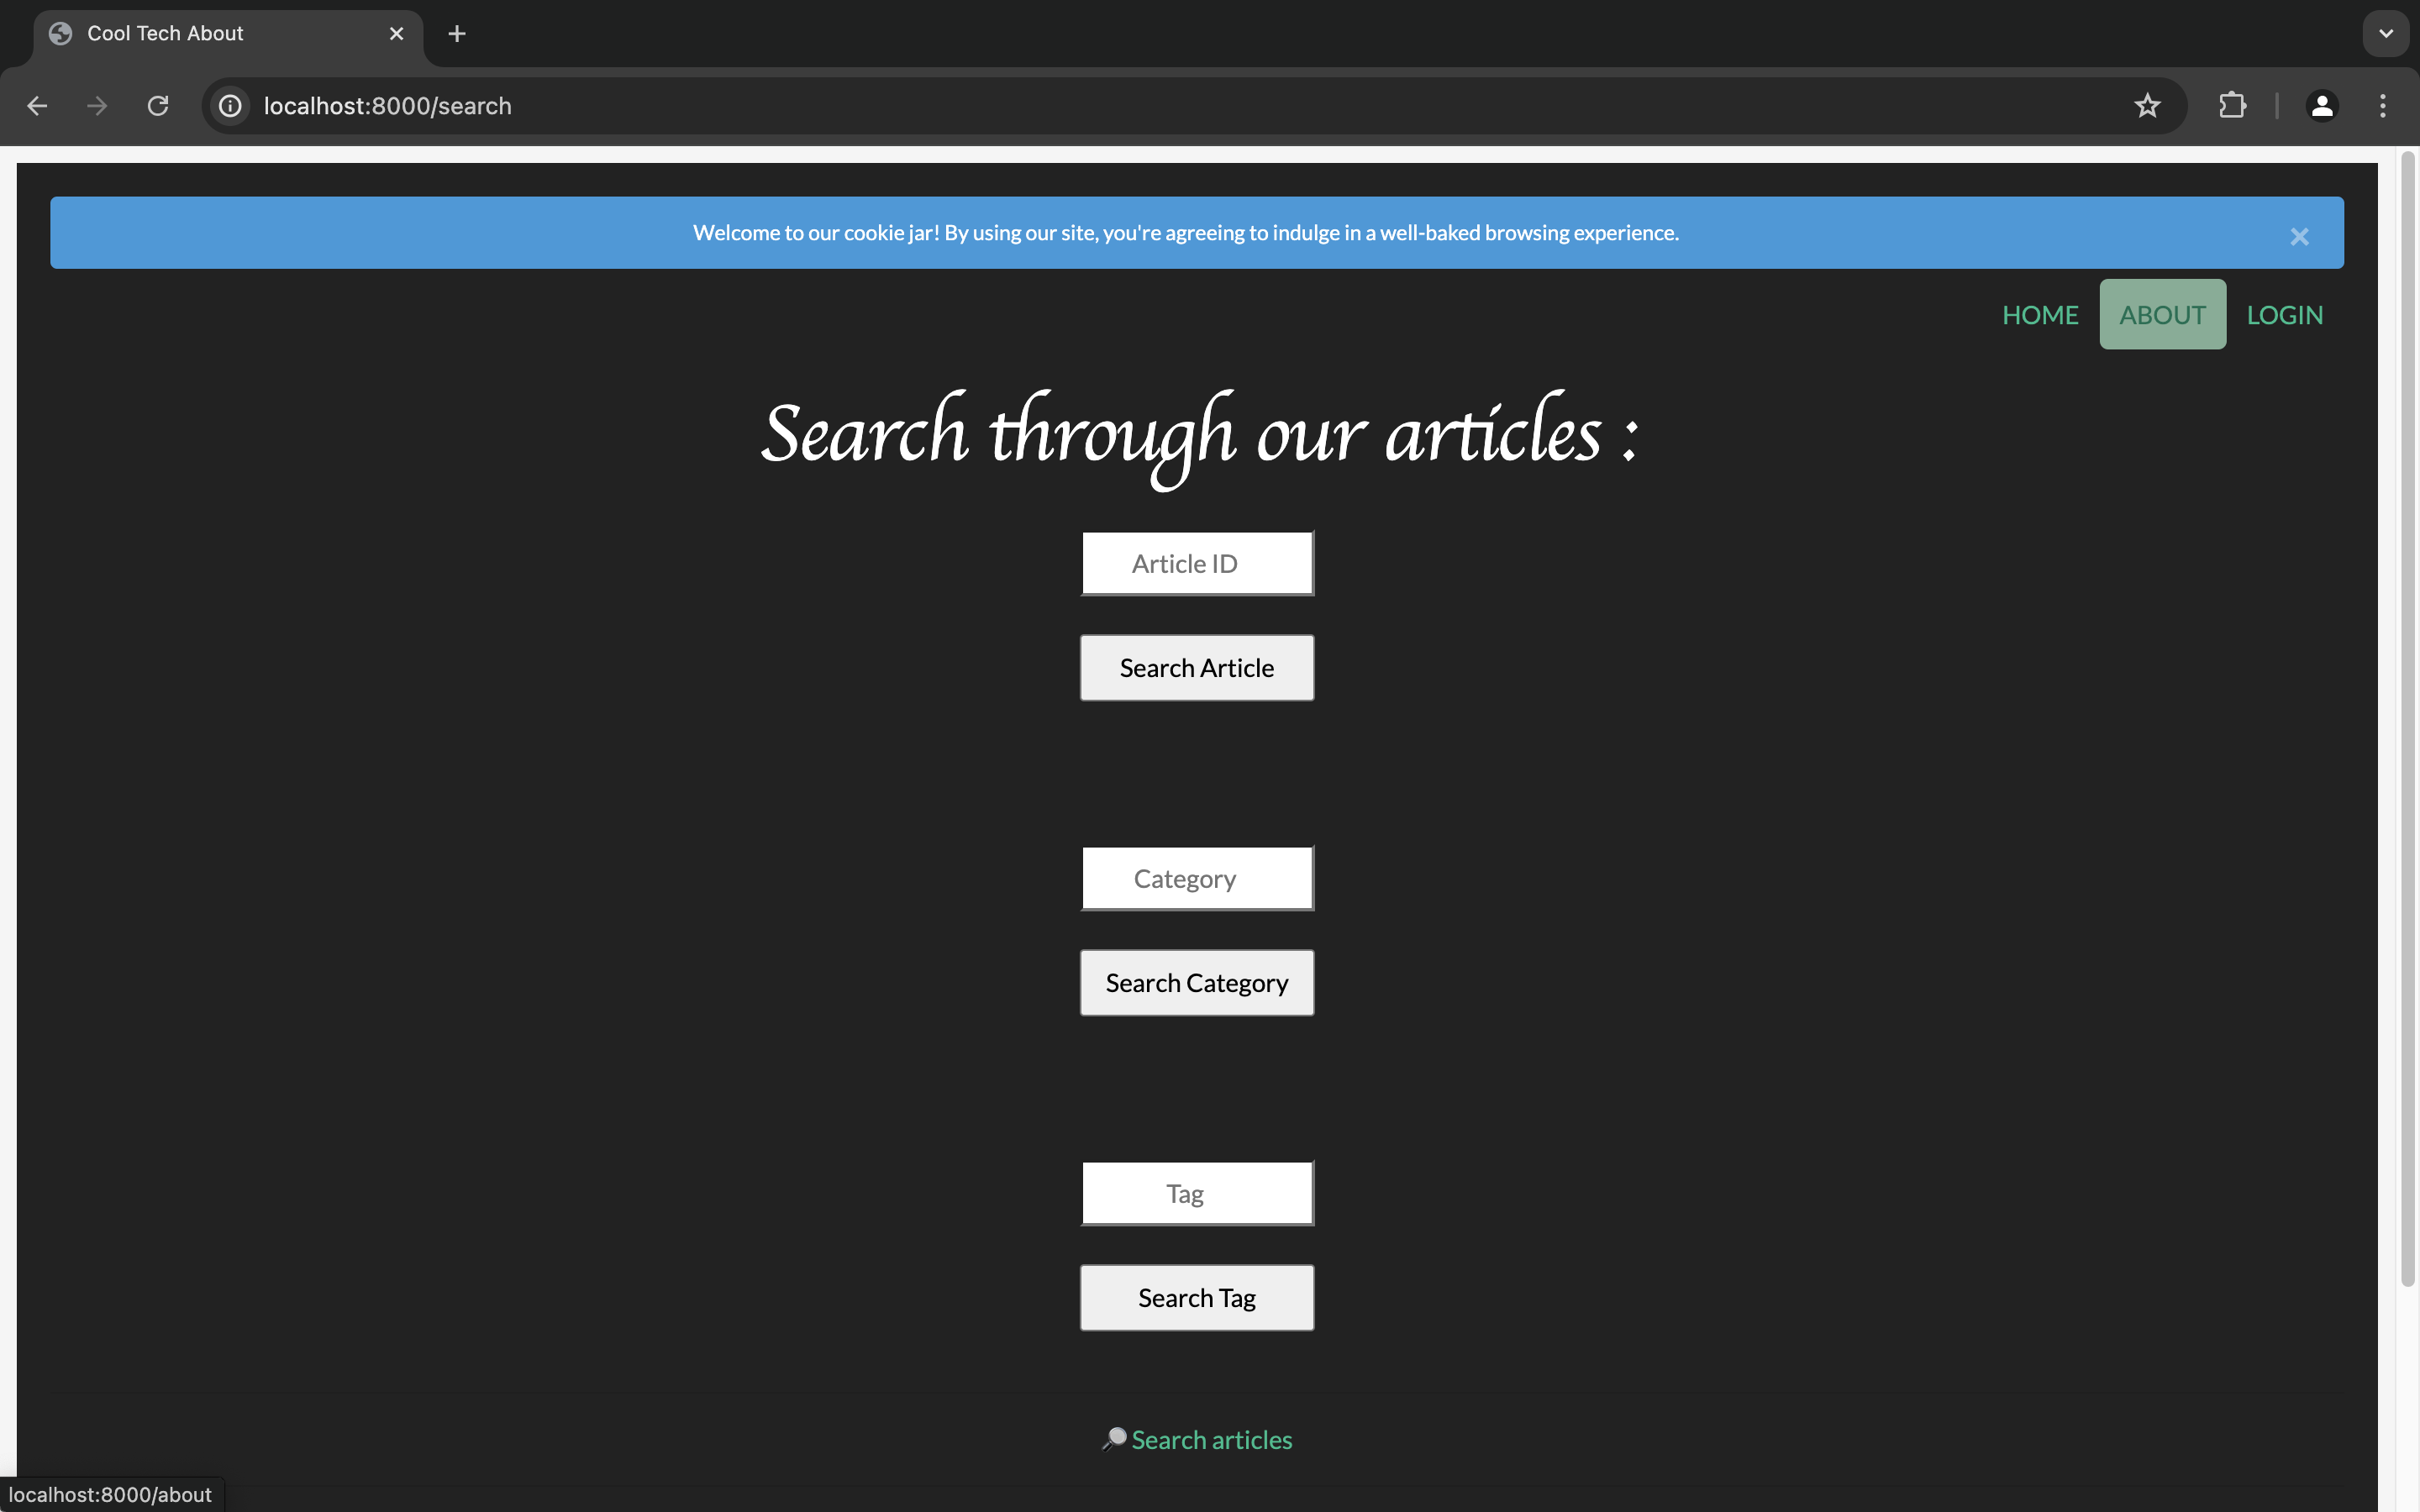 Cool Tech About
localhost:8000/search
Welcome to our cookie jar! By using our site, you're agreeing to indulge in a well-baked browsing experience.
HOME ABOUT LOGIN
Search through our articles :
Article ID
Search Article
Category
Search Category
Tag
Search Tag
Search articles
localhost:8000/about